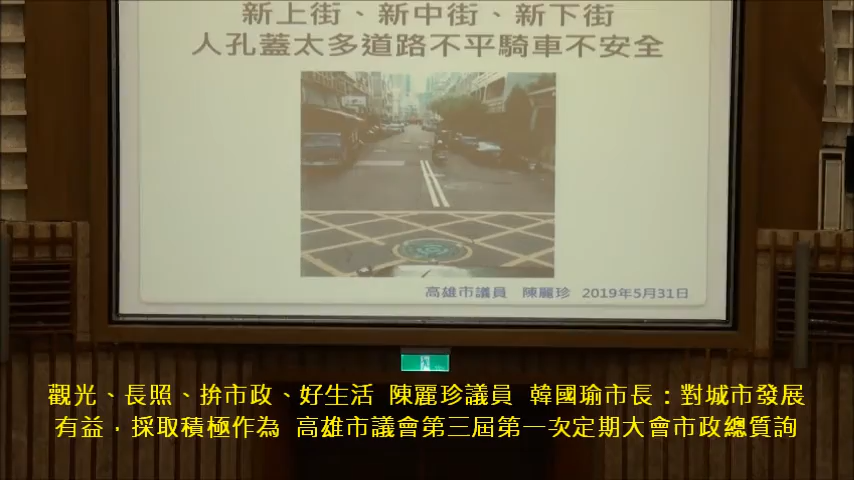 新上街、新中街、新下街
人孔蓋太多道路不平騎車不安全
高雄市議員 陳麗珍 2019年5月31日
觀光、長照、拚市政、好生活 陳麗珍議員 韓國瑜市長：對城市發展
有益，採取積極作為 高雄市議會第三屆第一次定期大會市政總質詢